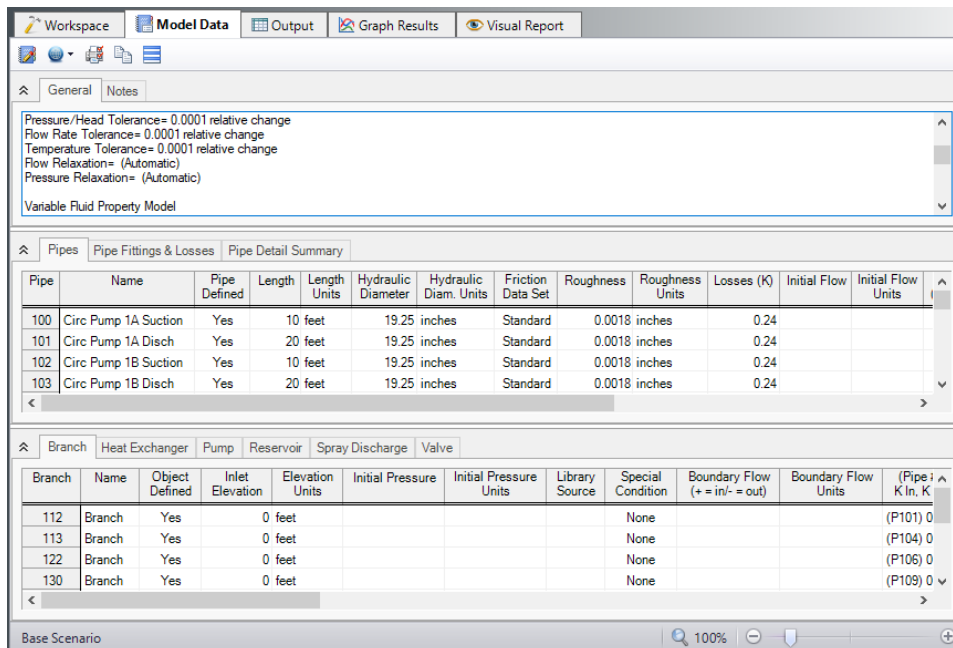 Workspace Model Data Output Graph Results Visual Report
General Notes
Pressure/Head Tolerance= 0.0001 relative change
Flow Rate Tolerance= 0.0001 relative change
Temperature Tolerance= 0.0001 relative change
Flow Relaxation= (Automatic)
Pressure Relaxation= (Automatic)
Variable Fluid Property Model
Pipes Pipe Fittings & Losses Pipe Detail Summary
Pipe Name Pipe Defined Length Length Units Hydraulic Diameter Hydraulic Diam. Units Friction Data Set Roughness Roughness Units Losses (K) Initial Flow Initial Flow Units
100 Circ Pump 1A Suction Yes 10 feet 19.25 inches Standard 0.0018 inches 0.24
101 Circ Pump 1A Disch Yes 20 feet 19.25 inches Standard 0.0018 inches 0.24
102 Circ Pump 1B Suction Yes 10 feet 19.25 inches Standard 0.0018 inches 0.24
103 Circ Pump 1B Disch Yes 20 feet 19.25 inches Standard 0.0018 inches 0.24
Branch Heat Exchanger Pump Reservoir Spray Discharge Valve
Branch Name Object Defined Inlet Elevation Elevation Units Initial Pressure Initial Pressure Units Library Source Special Condition Boundary Flow (+ = in/- = out) Boundary Flow Units (Pipe # K In, K
112 Branch Yes 0 feet None (P101) 0
113 Branch Yes 0 feet None (P104) 0
122 Branch Yes 0 feet None (P106) 0
130 Branch Yes 0 feet None (P109) 0
Base Scenario 100%